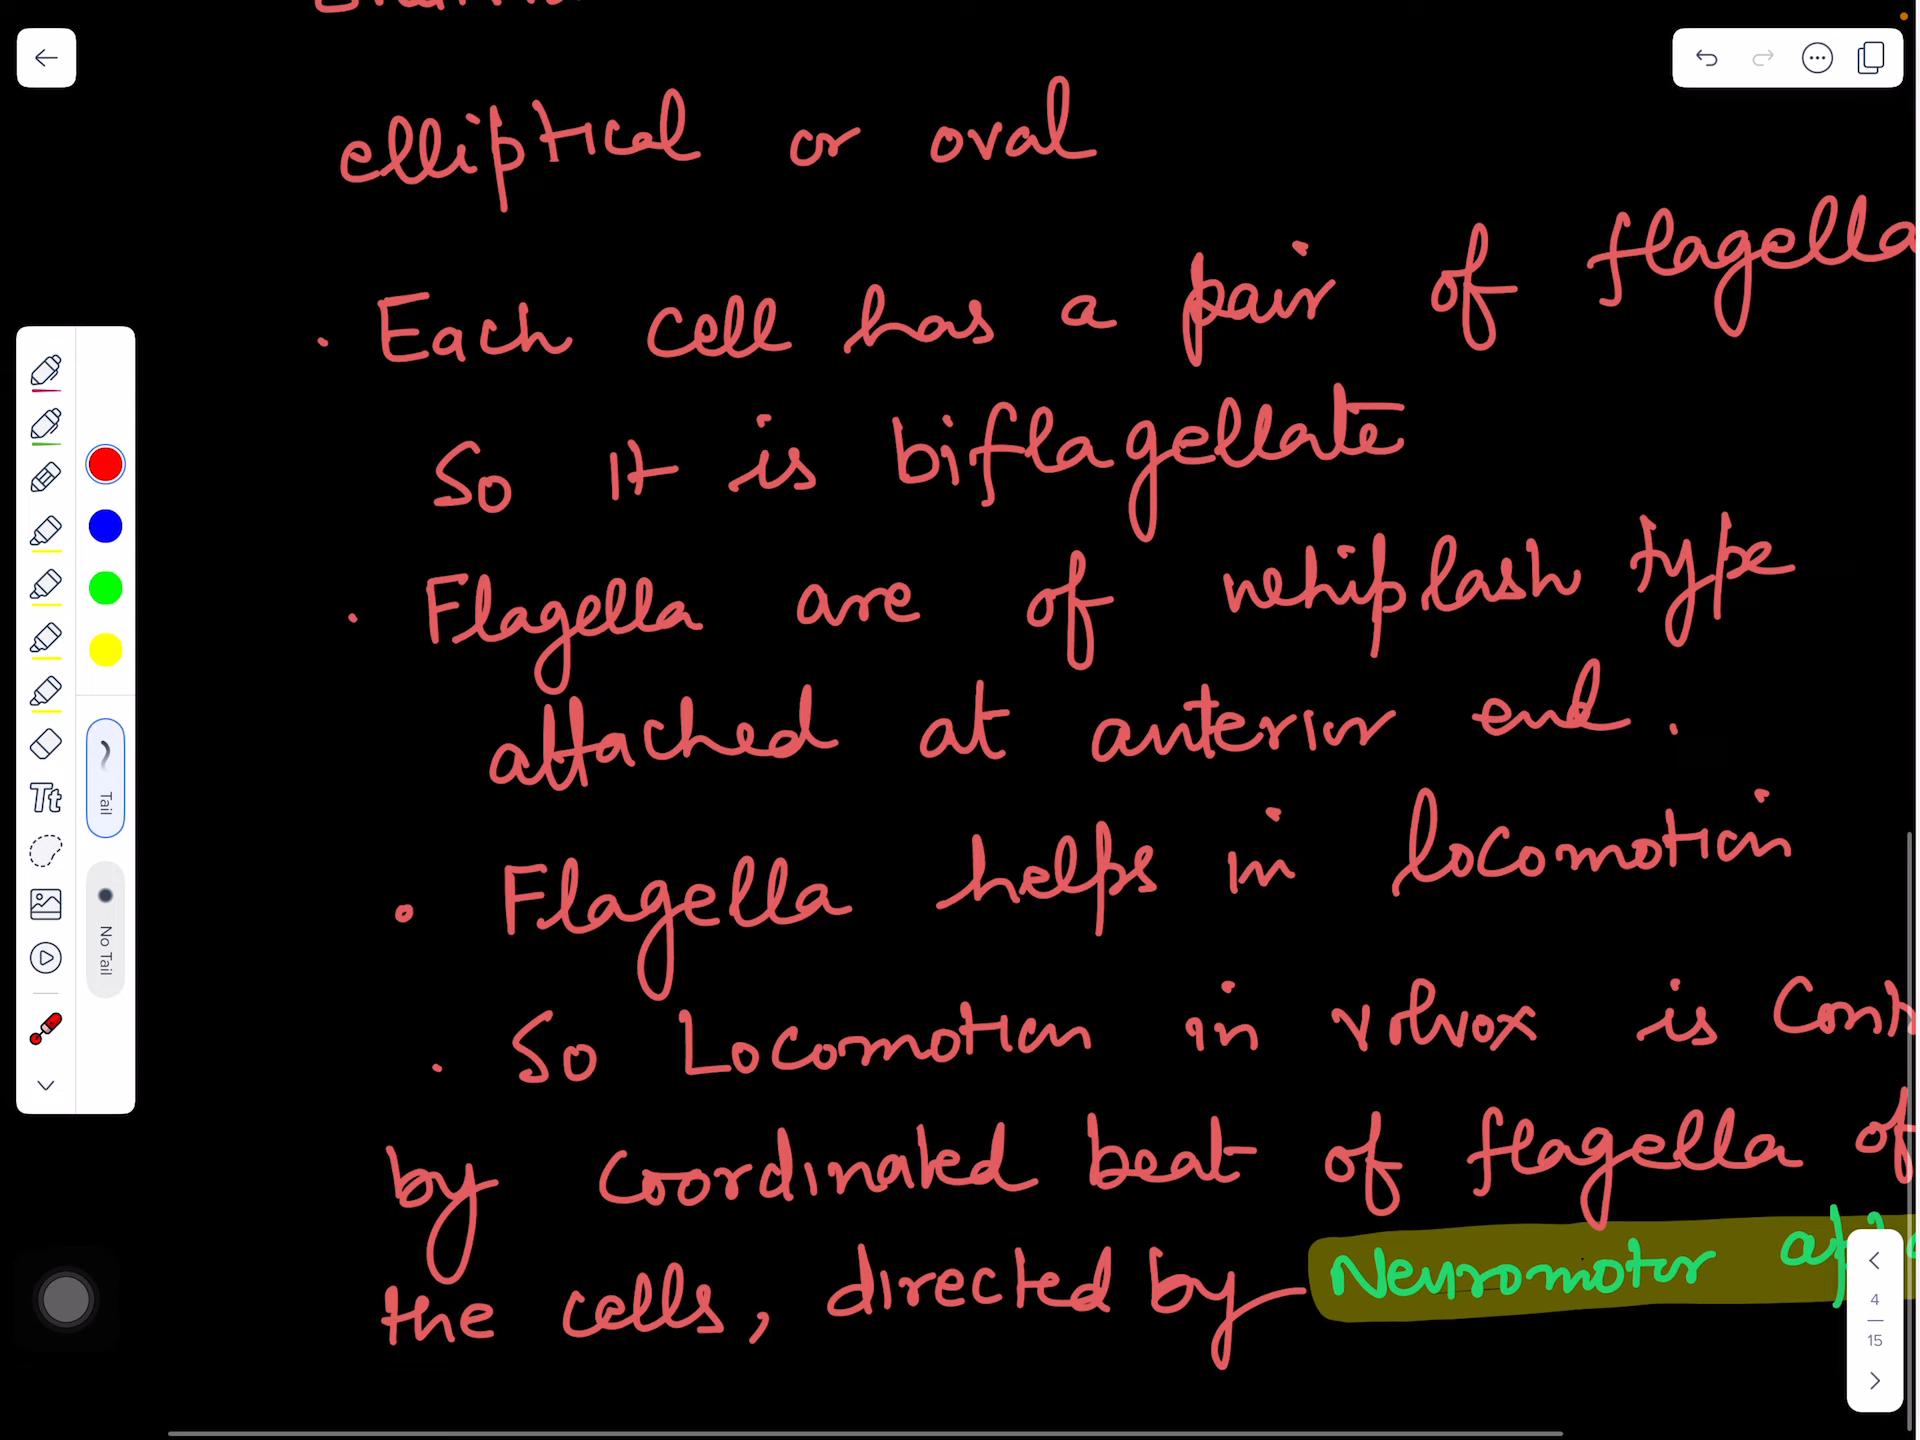 elliptical or oval
· Each cell has a pair of flagella
So It is biflagellate
· Flagella are of whiplash type
attached at anterior end.
• Flagella helps in locomotion
· So Locomotion in volvox is Cont
by Coordinated beat of flagella of
the cells, directed by Neuromotor
Tt
Tail
No Tail
4
15